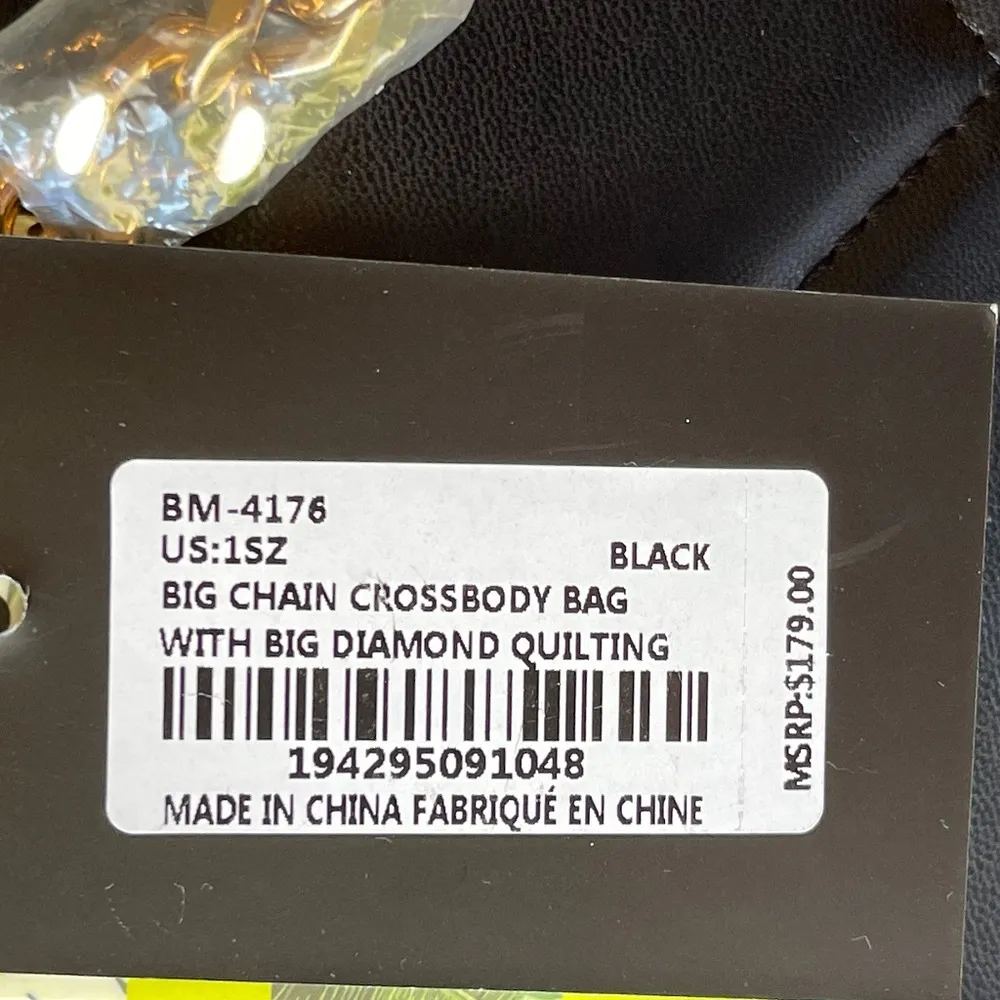 BM-4176
US:1SZ
BLACK
BIG CHAIN CROSSBODY BAG
WITH BIG DIAMOND QUILTING
194295091048
MADE IN CHINA FABRIQUÉ EN CHINE
MSRP:$179.00